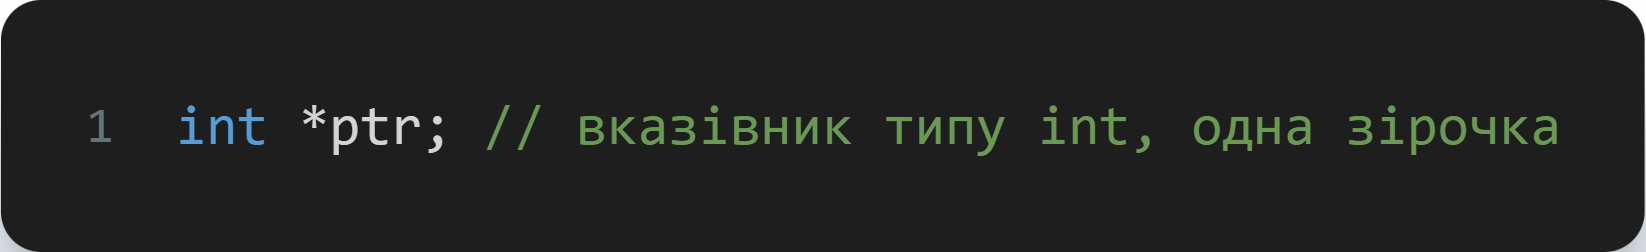 1 int *ptr; // вказівник типу int, одна зірочка